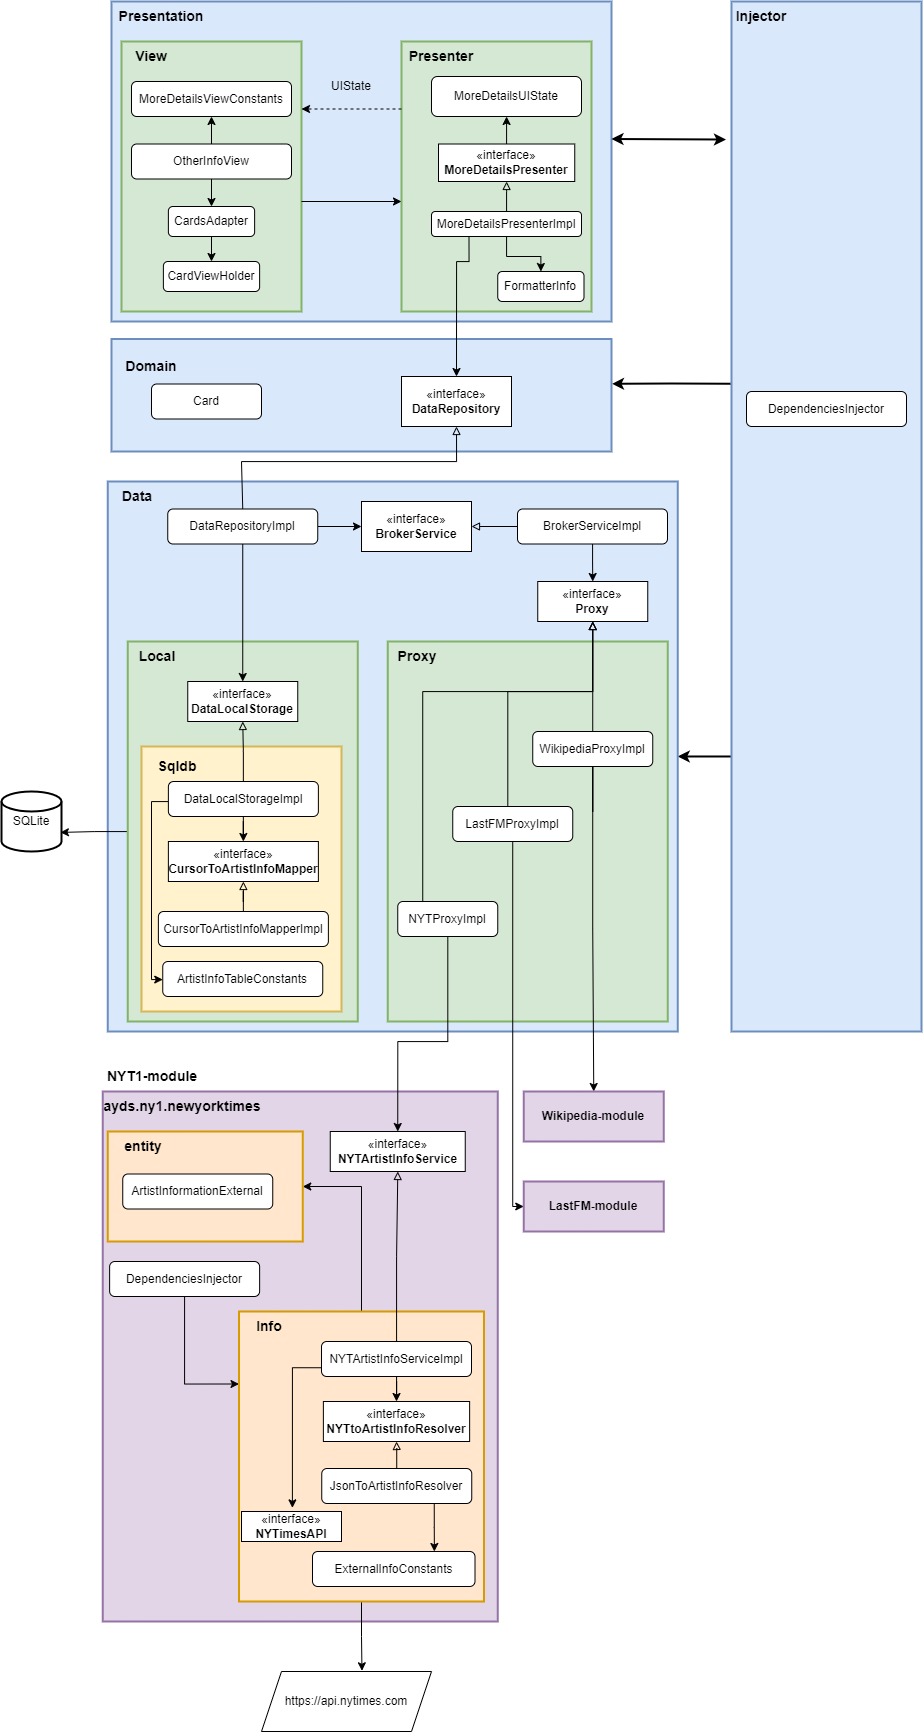 Presentation
Injector
View
Presenter
UIState
MoreDetailsViewConstants
MoreDetailsUIState
OtherInfoView
«interface»
MoreDetailsPresenter
CardsAdapter
MoreDetailsPresenterImpl
CardViewHolder
FormatterInfo
Domain
Card
«interface»
DataRepository
DependenciesInjector
Data
DataRepositoryImpl
«interface»
BrokerService
BrokerServiceImpl
«interface»
Proxy
Local
Proxy
«interface»
DataLocalStorage
WikipediaProxyImpl
Sqldb
DataLocalStorageImpl
SQLite
LastFMProxyImpl
«interface»
CursorToArtistInfoMapper
NYTProxyImpl
CursorToArtistInfoMapperImpl
ArtistInfoTableConstants
NYT1-module
ayds.ny1.newyorktimes
Wikipedia-module
entity
«interface»
NYTArtistInfoService
ArtistInformationExternal
LastFM-module
DependenciesInjector
Info
NYTArtistInfoServiceImpl
«interface»
NYTtoArtistInfoResolver
JsonToArtistInfoResolver
«interface»
NYTimesAPI
ExternalInfoConstants
https://api.nytimes.com